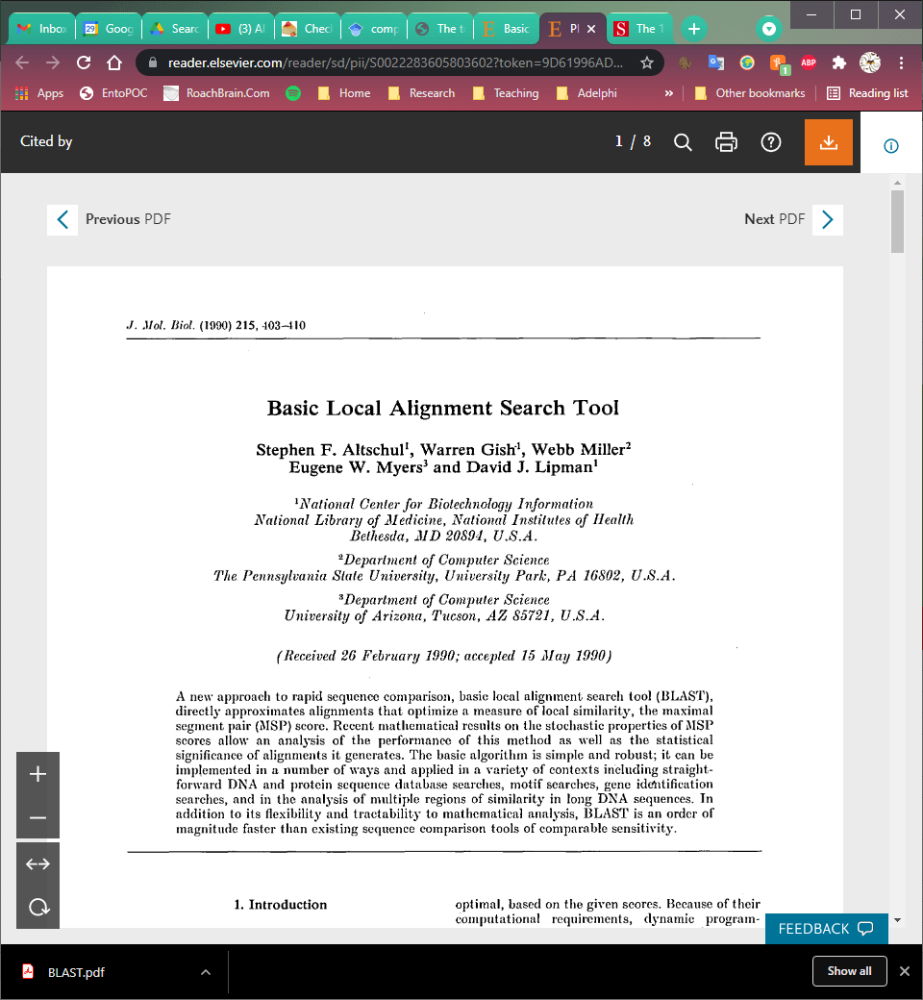 Inbox
Goog
Searc
(3) Al
Chec
comp
The t
Basic
Pl
The T
reader.elsevier.com/reader/sd/pii/S0022283605803602?token=9D61996AD...
1
ABP
Apps
EntoPOC
RoachBrain.Com
Home
Research
Teaching
Adelphi
»
Other bookmarks
Reading list
Cited by
1 / 8
Previous PDF
Next PDF
J. Mol. Biol. (1990) 215, 403–410
Basic Local Alignment Search Tool
Stephen F. Altschul¹, Warren Gish¹, Webb Miller²
Eugene W. Myers³ and David J. Lipman¹
¹National Center for Biotechnology Information
National Library of Medicine, National Institutes of Health
Bethesda, MD 20894, U.S.A.
²Department of Computer Science
The Pennsylvania State University, University Park, PA 16802, U.S.A.
³Department of Computer Science
University of Arizona, Tucson, AZ 85721, U.S.A.
(Received 26 February 1990; accepted 15 May 1990)
A new approach to rapid sequence comparison, basic local alignment search tool (BLAST),
directly approximates alignments that optimize a measure of local similarity, the maximal
segment pair (MSP) score. Recent mathematical results on the stochastic properties of MSP
scores allow an analysis of the performance of this method as well as the statistical
significance of alignments it generates. The basic algorithm is simple and robust; it can be
implemented in a number of ways and applied in a variety of contexts including straight-
forward DNA and protein sequence database searches, motif searches, gene identification
searches, and in the analysis of multiple regions of similarity in long DNA sequences. In
addition to its flexibility and tractability to mathematical analysis, BLAST is an order of
magnitude faster than existing sequence comparison tools of comparable sensitivity.
1. Introduction
optimal, based on the given scores. Because of their
computational requirements, dynamic program-
FEEDBACK
BLAST.pdf
Show all